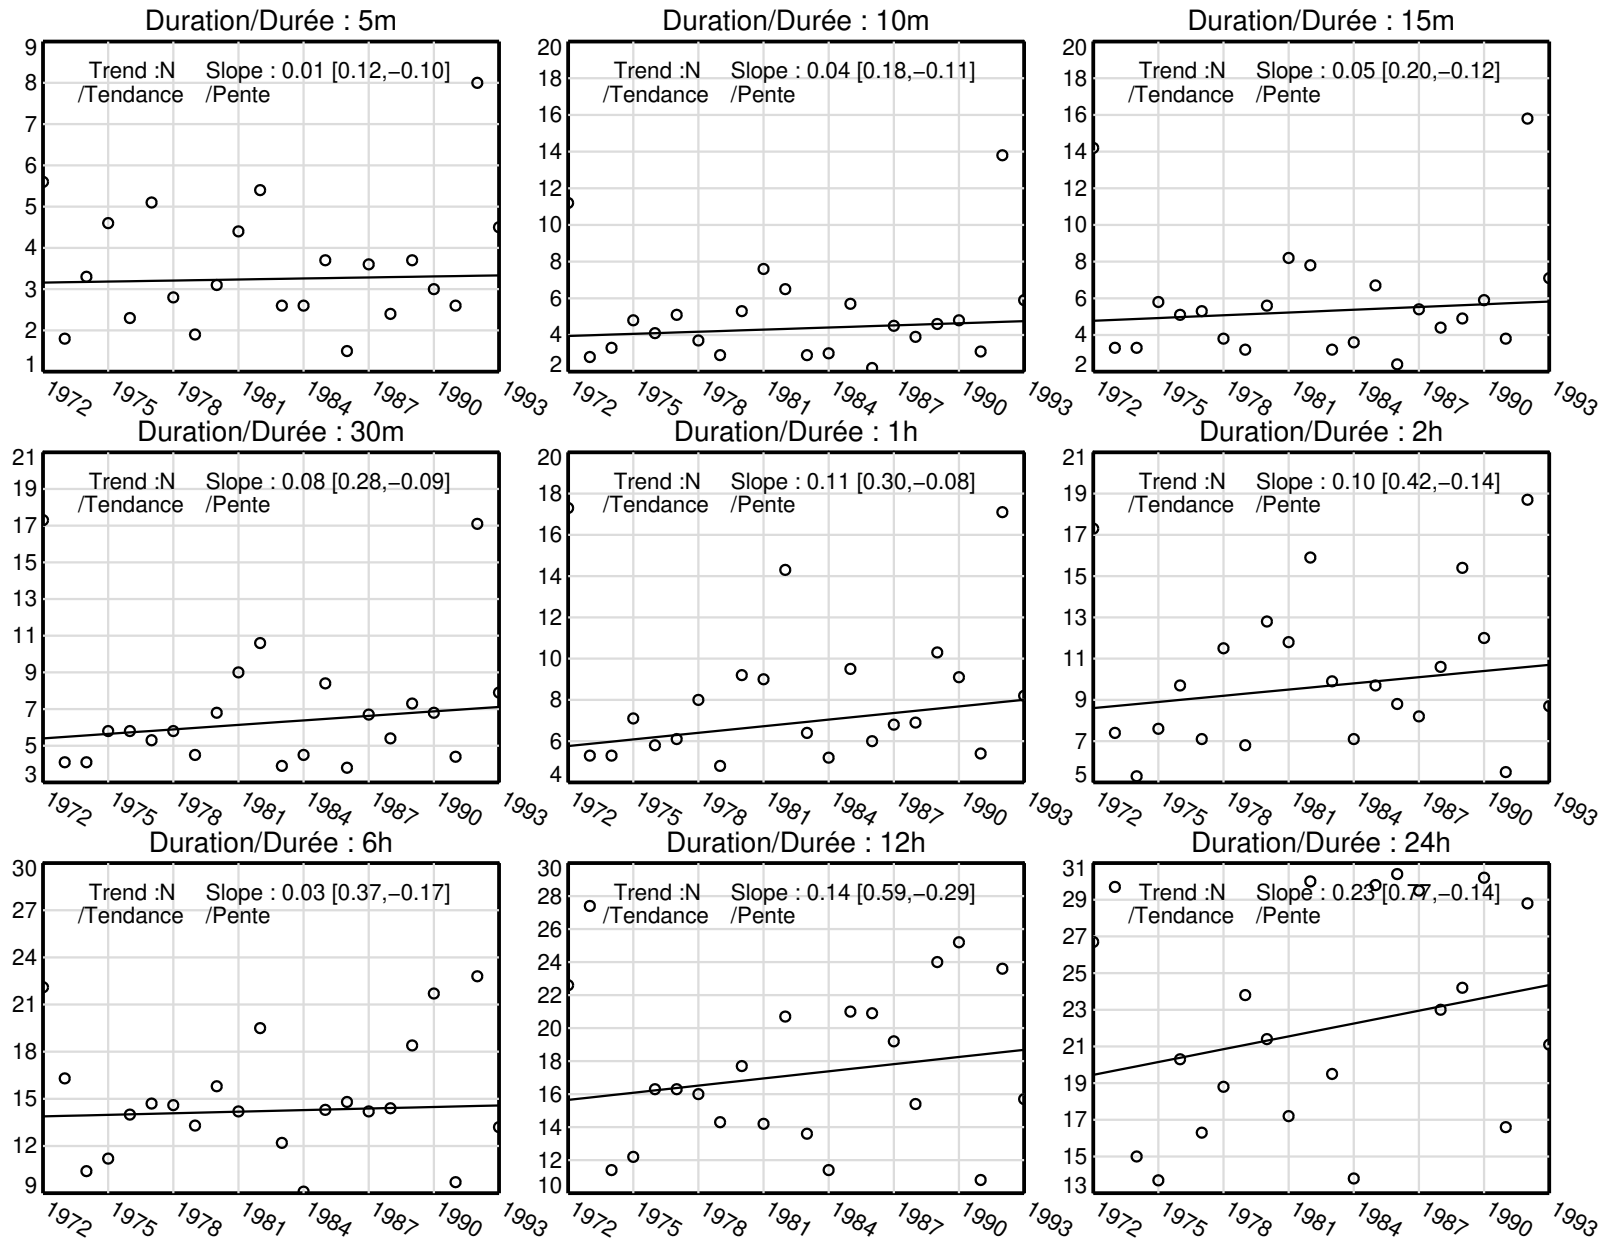 Duration/Durée : 5m
9
8
7
6
5
4
3
2
1
Trend :N Slope : 0.01 [0.12,−0.10]
/Tendance /Pente
1972 1975 1978 1981 1984 1987 1990 1993
Duration/Durée : 10m
20
18
16
14
12
10
8
6
4
2
Trend :N Slope : 0.04 [0.18,−0.11]
/Tendance /Pente
1972 1975 1978 1981 1984 1987 1990 1993
Duration/Durée : 15m
20
18
16
14
12
10
8
6
4
2
Trend :N Slope : 0.05 [0.20,−0.12]
/Tendance /Pente
1972 1975 1978 1981 1984 1987 1990 1993
Duration/Durée : 30m
21
19
17
15
13
11
9
7
5
3
Trend :N Slope : 0.08 [0.28,−0.09]
/Tendance /Pente
1972 1975 1978 1981 1984 1987 1990 1993
Duration/Durée : 1h
20
18
16
14
12
10
8
6
4
Trend :N Slope : 0.11 [0.30,−0.08]
/Tendance /Pente
1972 1975 1978 1981 1984 1987 1990 1993
Duration/Durée : 2h
21
19
17
15
13
11
9
7
5
Trend :N Slope : 0.10 [0.42,−0.14]
/Tendance /Pente
1972 1975 1978 1981 1984 1987 1990 1993
Duration/Durée : 6h
30
27
24
21
18
15
12
9
Trend :N Slope : 0.03 [0.37,−0.17]
/Tendance /Pente
1972 1975 1978 1981 1984 1987 1990 1993
Duration/Durée : 12h
30
28
26
24
22
20
18
16
14
12
10
Trend :N Slope : 0.14 [0.59,−0.29]
/Tendance /Pente
1972 1975 1978 1981 1984 1987 1990 1993
Duration/Durée : 24h
31
29
27
25
23
21
19
17
15
13
Trend :N Slope : 0.23 [0.77,−0.14]
/Tendance /Pente
1972 1975 1978 1981 1984 1987 1990 1993